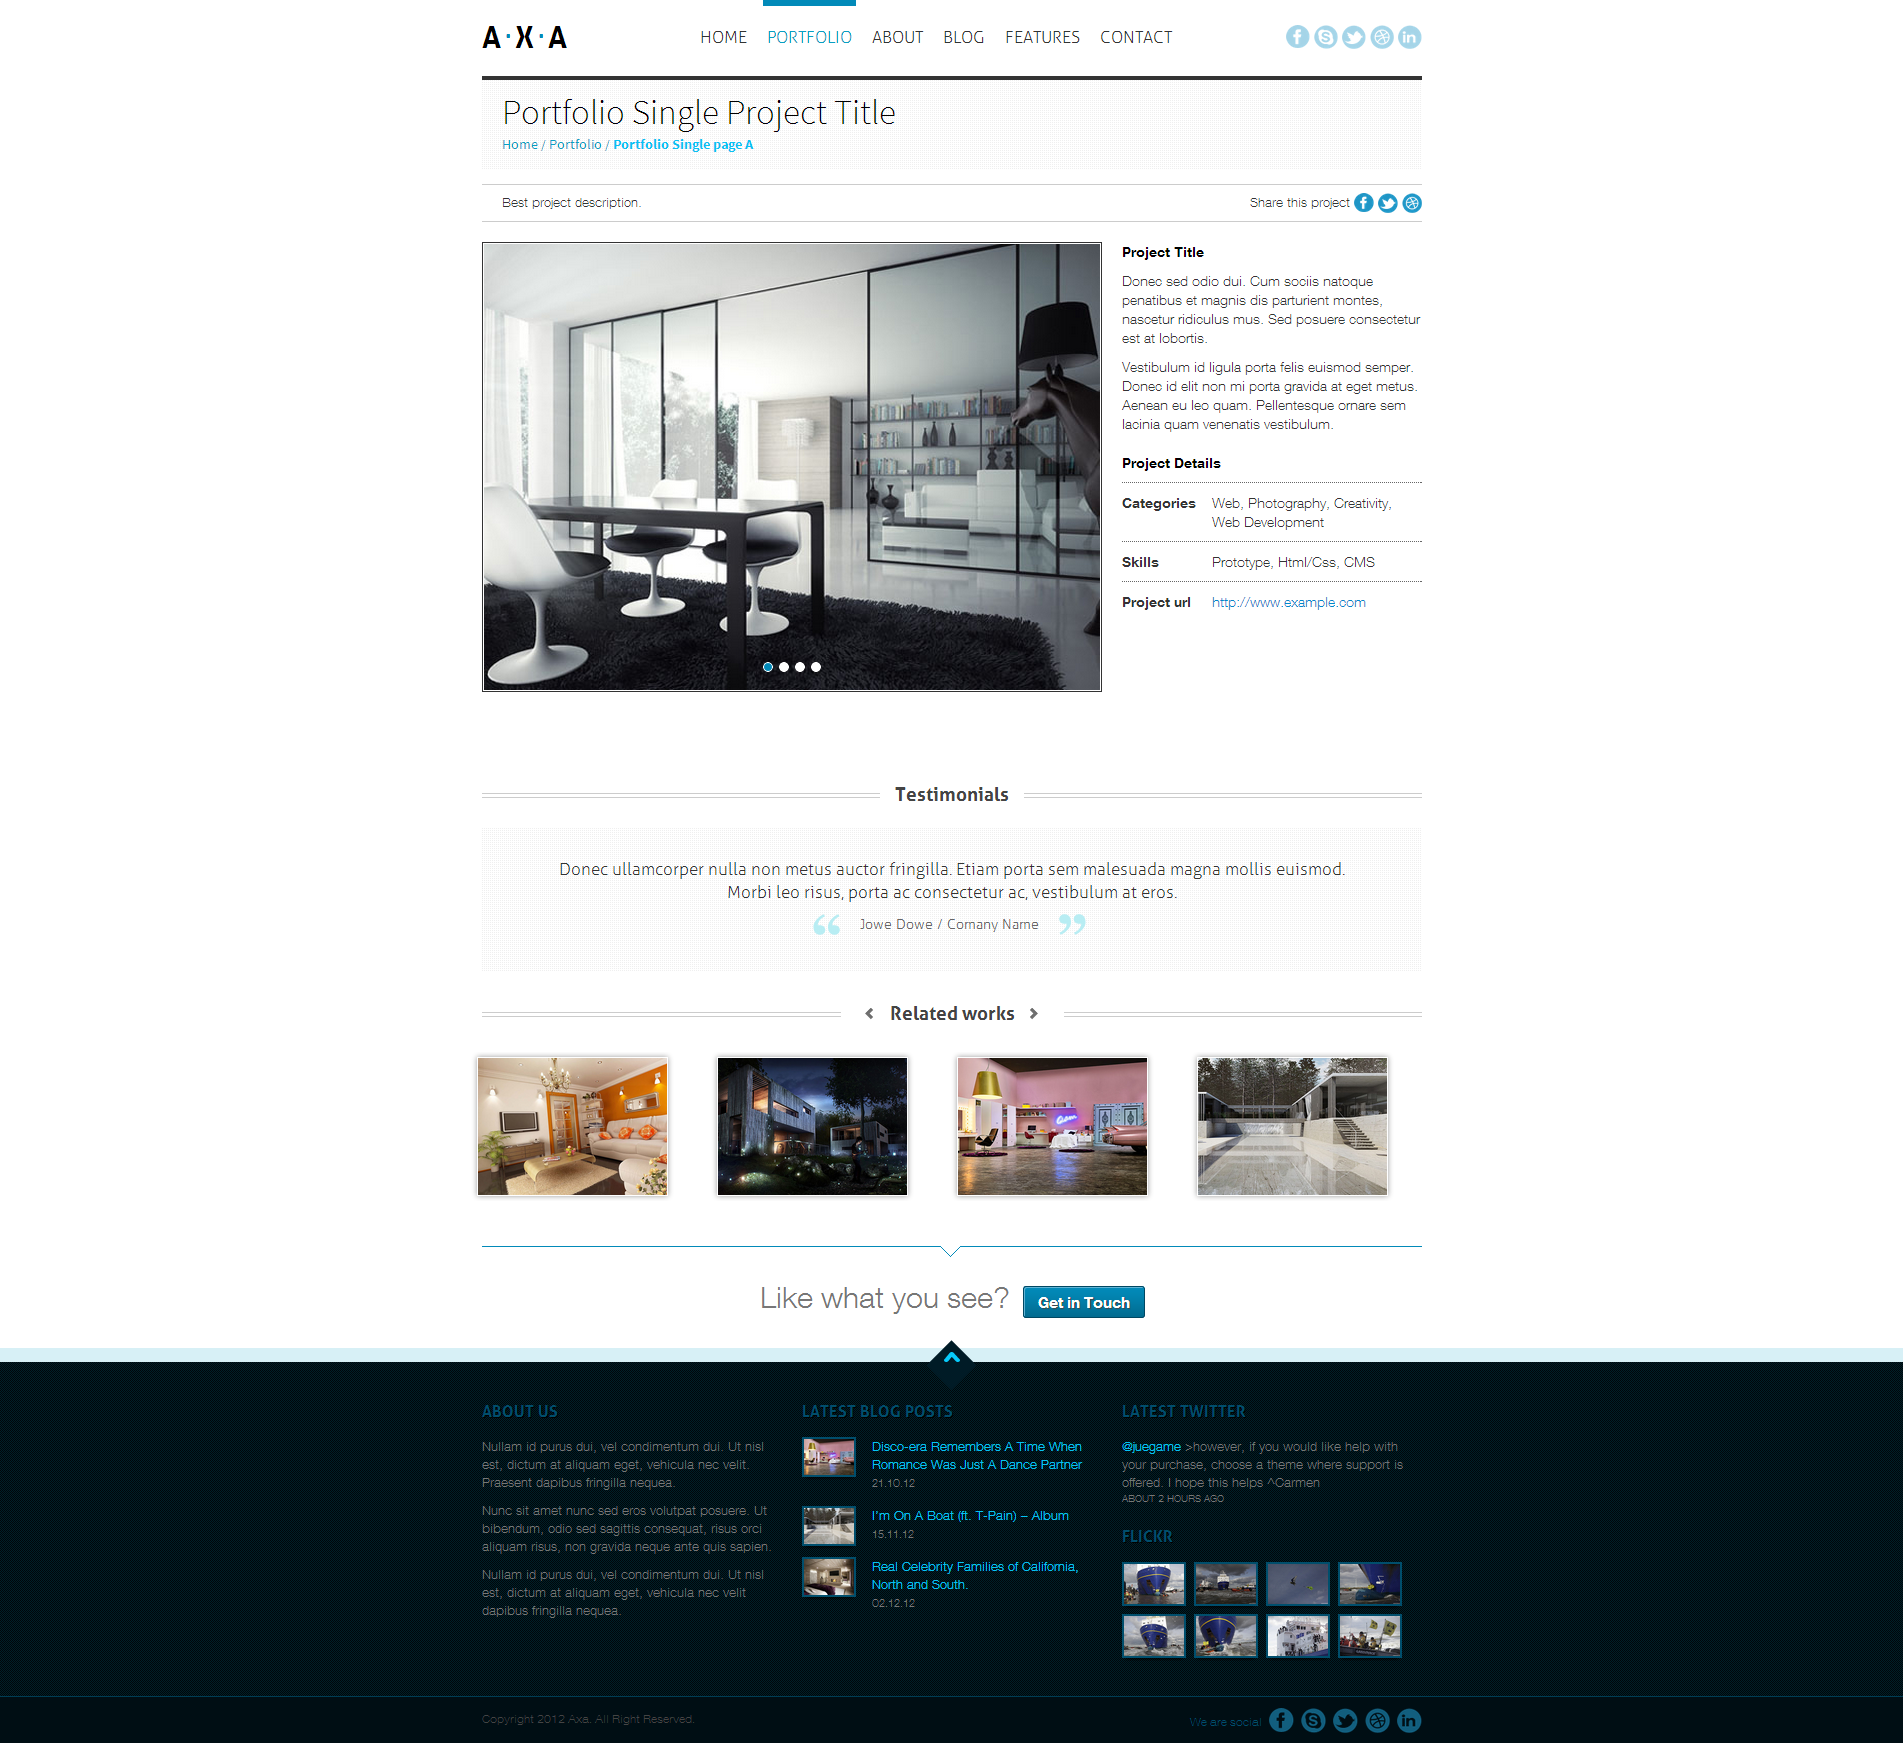 A·X·A
HOME PORTFOLIO ABOUT BLOG FEATURES CONTACT
Portfolio Single Project Title
Home / Portfolio / Portfolio Single page A
Best project description.
Share this project
Project Title
Donec sed odio dui. Cum sociis natoque
penatibus et magnis dis parturient montes,
nascetur ridiculus mus. Sed posuere consectetur
est at lobortis.
Vestibulum id ligula porta felis euismod semper.
Donec id elit non mi porta gravida at eget metus.
Aenean eu leo quam. Pellentesque ornare sem
lacinia quam venenatis vestibulum.
Project Details
Categories Web, Photography, Creativity,
Web Development
Skills Prototype, Html/Css, CMS
Project url http://www.example.com
Testimonials
Donec ullamcorper nulla non metus auctor fringilla. Etiam porta sem malesuada magna mollis euismod.
Morbi leo risus, porta ac consectetur ac, vestibulum at eros.
“ Jowe Dowe / Comany Name ”
Related works
Like what you see? Get in Touch
ABOUT US
Nullam id purus dui, vel condimentum dui. Ut nisl
est, dictum at aliquam eget, vehicula nec velit.
Praesent dapibus fringilla nequea.
Nunc sit amet nunc sed eros volutpat posuere. Ut
bibendum, odio sed sagittis consequat, risus orci
aliquam risus, non gravida neque ante quis sapien.
Nullam id purus dui, vel condimentum dui. Ut nisl
est, dictum at aliquam eget, vehicula nec velit
dapibus fringilla nequea.
LATEST BLOG POSTS
Disco-era Remembers A Time When
Romance Was Just A Dance Partner
21.10.12
I'm On A Boat (ft. T-Pain) – Album
15.11.12
Real Celebrity Families of California,
North and South.
02.12.12
LATEST TWITTER
@juegame >however, if you would like help with
your purchase, choose a theme where support is
offered. I hope this helps ^Carmen
ABOUT 2 HOURS AGO
FLICKR
Copyright 2012 Axa. All Right Reserved.
We are social